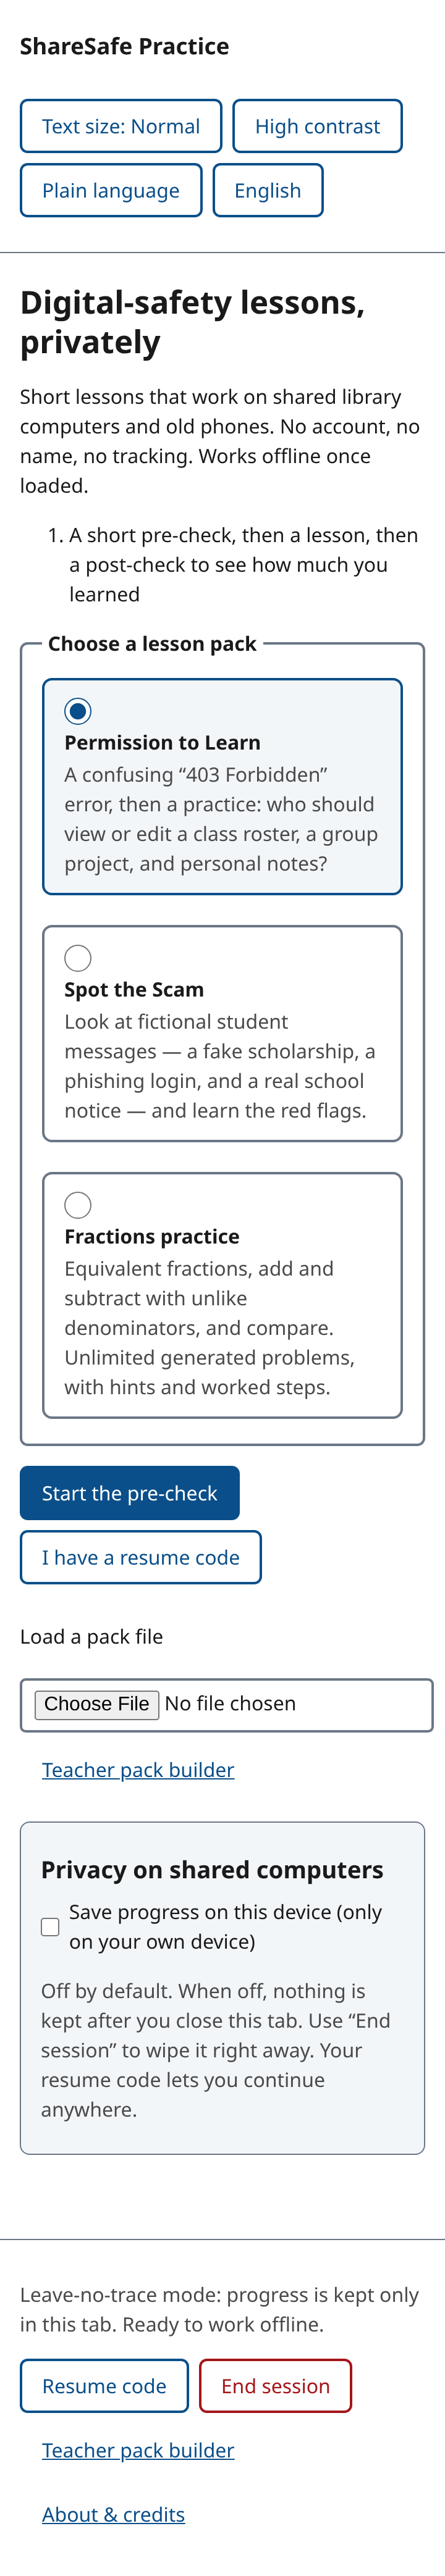 ShareSafe Practice
Text size: Normal
High contrast
Plain language
English
Digital-safety lessons,
privately
Short lessons that work on shared library
computers and old phones. No account, no
name, no tracking. Works offline once
loaded.
1. A short pre-check, then a lesson, then
a post-check to see how much you
learned
Choose a lesson pack
Permission to Learn
A confusing “403 Forbidden”
error, then a practice: who should
view or edit a class roster, a group
project, and personal notes?
Spot the Scam
Look at fictional student
messages — a fake scholarship, a
phishing login, and a real school
notice — and learn the red flags.
Fractions practice
Equivalent fractions, add and
subtract with unlike
denominators, and compare.
Unlimited generated problems,
with hints and worked steps.
Start the pre-check
I have a resume code
Load a pack file
Choose File No file chosen
Teacher pack builder
Privacy on shared computers
Save progress on this device (only
on your own device)
Off by default. When off, nothing is
kept after you close this tab. Use “End
session” to wipe it right away. Your
resume code lets you continue
anywhere.
Leave-no-trace mode: progress is kept only
in this tab. Ready to work offline.
Resume code
End session
Teacher pack builder
About & credits